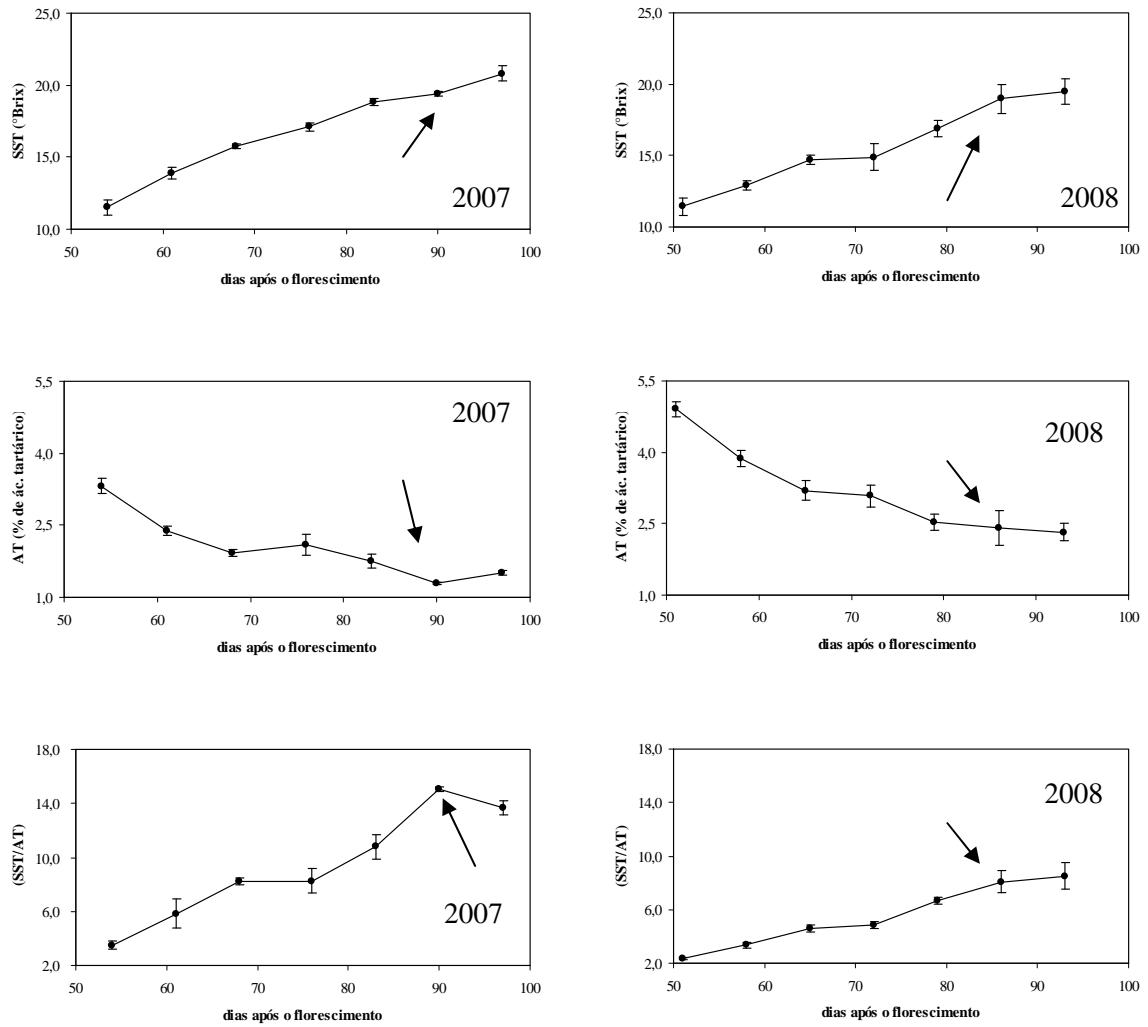 25,0
20,0
15,0
10,0
SST (°Brix)
2007
50 60 70 80 90 100
dias após o florescimento
25,0
20,0
15,0
10,0
SST (°Brix)
2008
50 60 70 80 90 100
dias após o florescimento
5,5
4,0
2,5
1,0
AT (% de ác. tartárico)
2007
50 60 70 80 90 100
dias após o florescimento
5,5
4,0
2,5
1,0
AT (% de ác. tartárico)
2008
50 60 70 80 90 100
dias após o florescimento
18,0
14,0
10,0
6,0
2,0
(SST/AT)
2007
50 60 70 80 90 100
dias após o florescimento
18,0
14,0
10,0
6,0
2,0
(SST/AT)
2008
50 60 70 80 90 100
dias após o florescimento